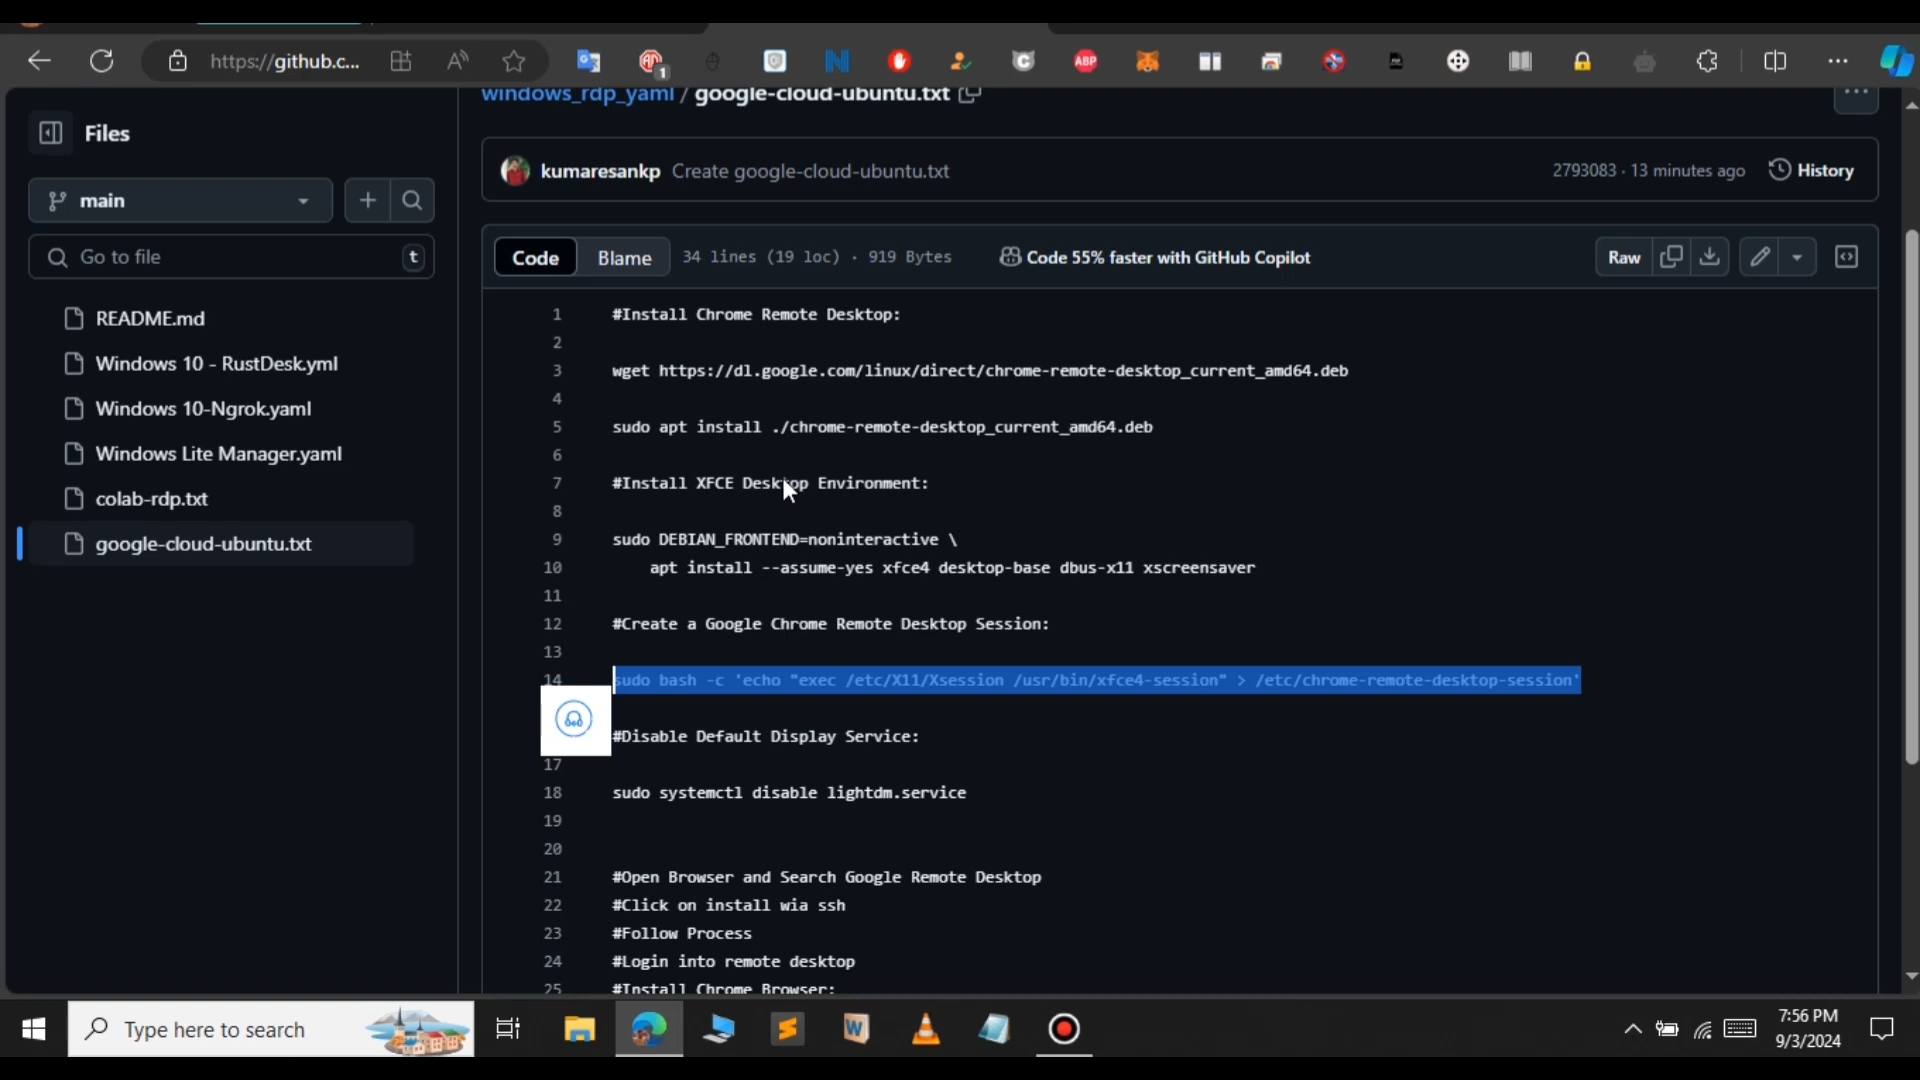 https://github.c...
1
ABP
windows_rdp_yaml / google-cloud-ubuntu.txt
Files
kumaresankp Create google-cloud-ubuntu.txt
2793083 · 13 minutes ago
History
main
Go to file
t
Code
Blame
34 lines (19 loc) · 919 Bytes
Code 55% faster with GitHub Copilot
Raw
README.md
Windows 10 - RustDesk.yml
Windows 10-Ngrok.yaml
Windows Lite Manager.yaml
colab-rdp.txt
google-cloud-ubuntu.txt
1 #Install Chrome Remote Desktop:
2
3 wget https://dl.google.com/linux/direct/chrome-remote-desktop_current_amd64.deb
4
5 sudo apt install ./chrome-remote-desktop_current_amd64.deb
6
7 #Install XFCE Desktop Environment:
8
9 sudo DEBIAN_FRONTEND=noninteractive \
10 apt install --assume-yes xfce4 desktop-base dbus-x11 xscreensaver
11
12 #Create a Google Chrome Remote Desktop Session:
13
14 sudo bash -c 'echo "exec /etc/X11/Xsession /usr/bin/xfce4-session" > /etc/chrome-remote-desktop-session'
#Disable Default Display Service:
17
18 sudo systemctl disable lightdm.service
19
20
21 #Open Browser and Search Google Remote Desktop
22 #Click on install wia ssh
23 #Follow Process
24 #Login into remote desktop
25 #Install Chrome Browser:
Type here to search
7:56 PM
9/3/2024